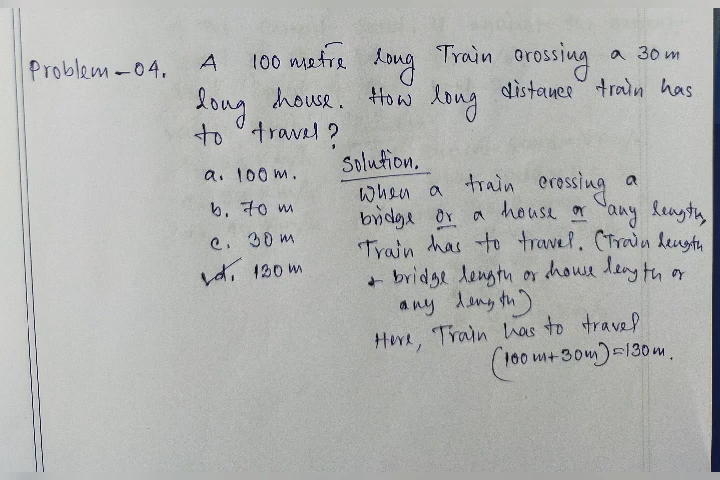 Problem-04. A 100 metre long Train crossing a 30 m
long house. How long distance train has
to travel?
a. 100 m.
b. 70 m
c. 30 m
d. 130 m
Solution.
When a train crossing a
bridge or a house or any length,
Train has to travel. (Train length
+ bridge length or house length or
any length)
Here, Train has to travel
(100 m + 30 m) = 130 m.